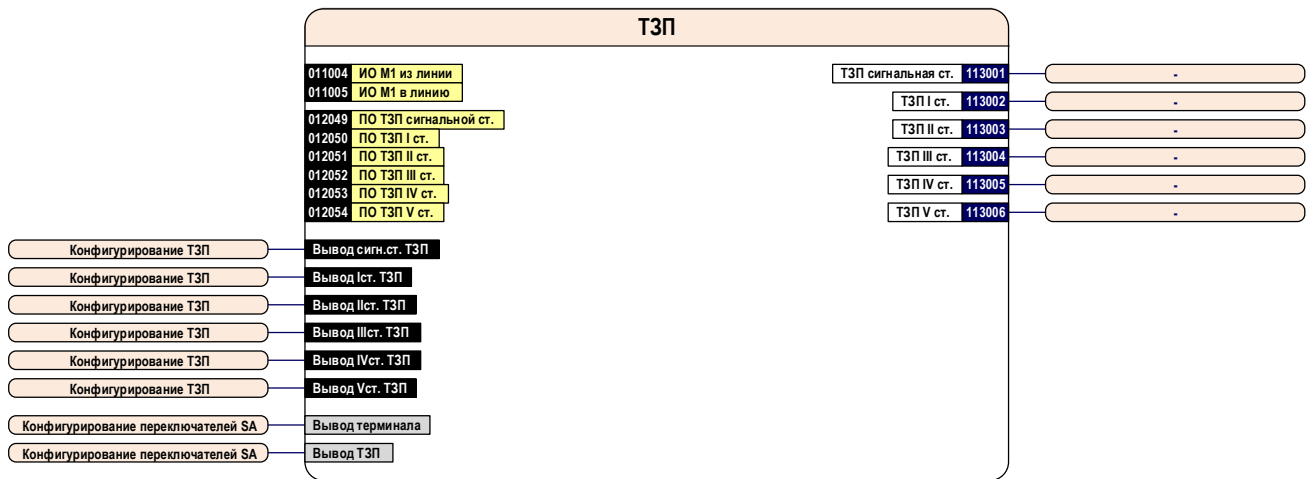 ТЗП
011004 ИО М1 из линии
011005 ИО М1 в линию
012049 ПО ТЗП сигнальной ст.
012050 ПО ТЗП I ст.
012051 ПО ТЗП II ст.
012052 ПО ТЗП III ст.
012053 ПО ТЗП IV ст.
012054 ПО ТЗП V ст.
ТЗП сигнальная ст. 113001 -
ТЗП I ст. 113002 -
ТЗП II ст. 113003 -
ТЗП III ст. 113004 -
ТЗП IV ст. 113005 -
ТЗП V ст. 113006 -
Конфигурирование ТЗП Вывод сигн.ст. ТЗП
Конфигурирование ТЗП Вывод Iст. ТЗП
Конфигурирование ТЗП Вывод IIст. ТЗП
Конфигурирование ТЗП Вывод IIIст. ТЗП
Конфигурирование ТЗП Вывод IVст. ТЗП
Конфигурирование ТЗП Вывод Vст. ТЗП
Конфигурирование переключателей SA Вывод терминала
Конфигурирование переключателей SA Вывод ТЗП